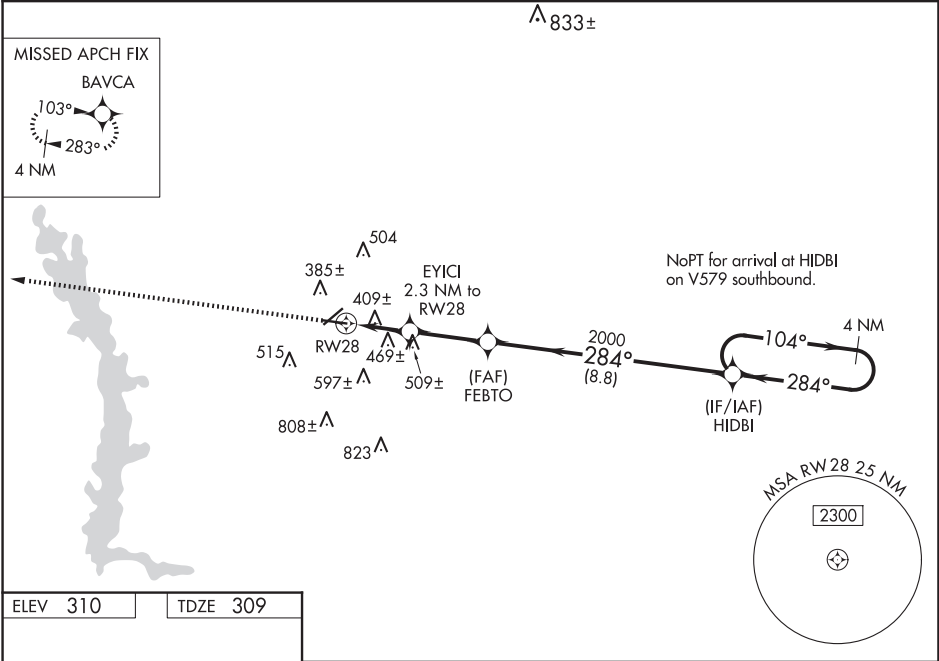 833±
MISSED APCH FIX
BAVCA
103°
283°
4 NM
504
385±
EYICI
2.3 NM to
RW28
409±
RW28
469±
509±
515
597±
808±
823
(FAF)
FEBTO
2000
284°
(8.8)
NoPT for arrival at HIDBI
on V579 southbound.
4 NM
104°
284°
(IF/IAF)
HIDBI
MSA RW28 25 NM
2300
ELEV 310
TDZE 309